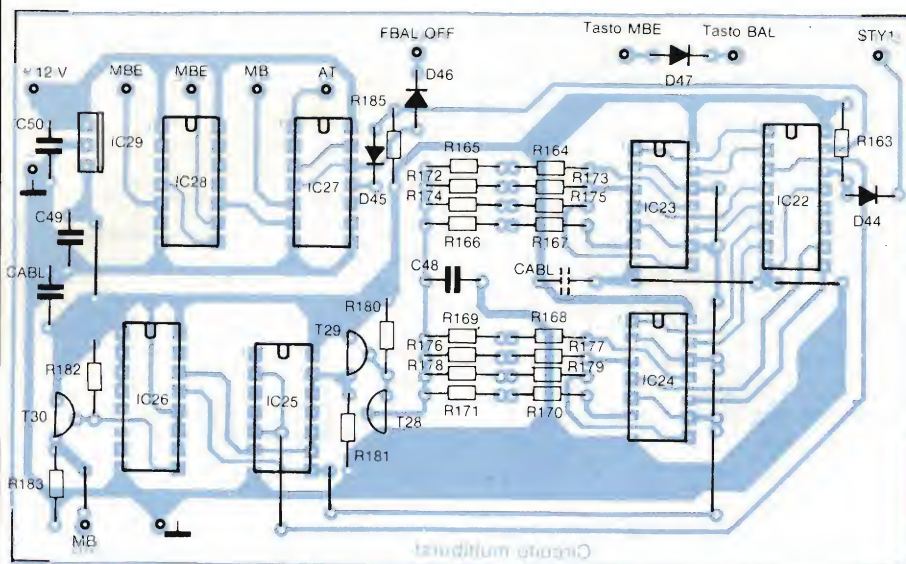 FBAL OFF
Tasto MBE
Tasto BAL
STY1
+12 V
MBE
MBE
MB
AT
D46
D47
R185
C50
IC29
IC28
IC27
D45
R165
R164
R163
R172
R173
R174
R175
R166
R167
IC23
IC22
D44
C49
C48
CABL
CABL
R180
R169
R168
T29
R176
R177
R178
R179
IC24
R182
IC26
IC25
T30
T28
R171
R170
R181
R183
MB
Circuito multiburst